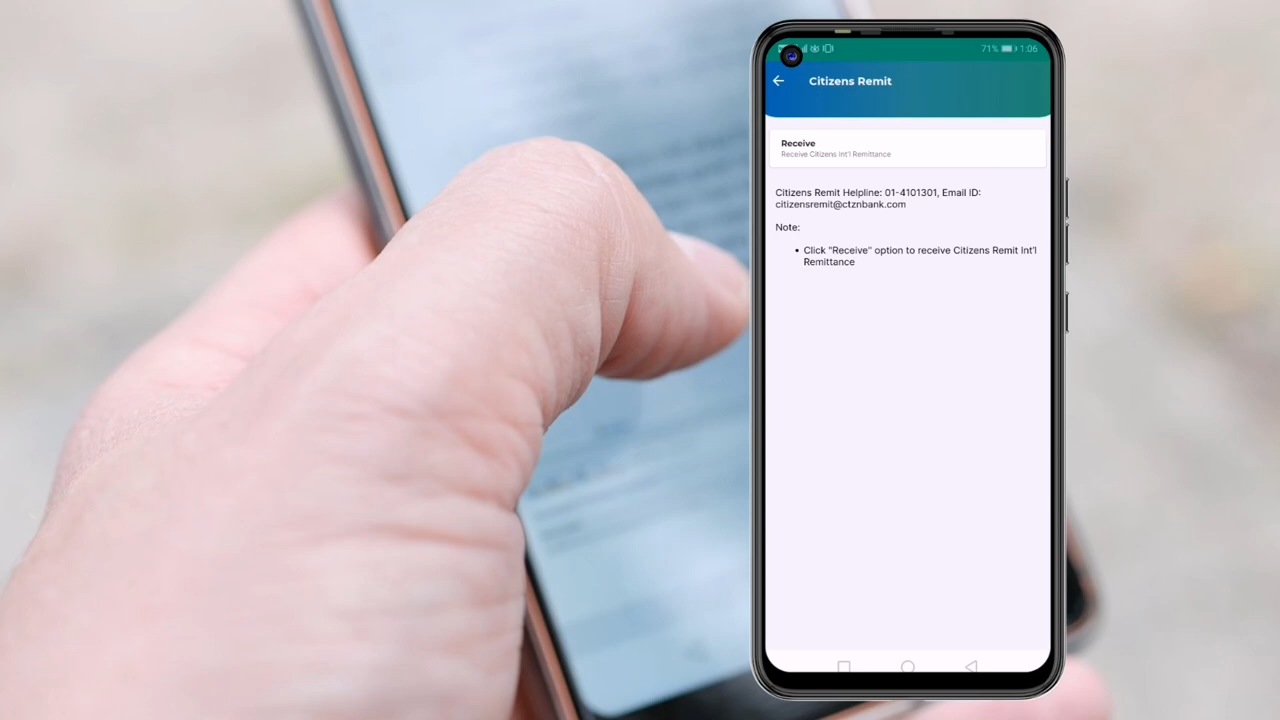 71% 1:06
Citizens Remit
Receive
Receive Citizens Int'l Remittance
Citizens Remit Helpline: 01-4101301, Email ID:
citizensremit@ctznbank.com
Note:
• Click "Receive" option to receive Citizens Remit Int'l
Remittance